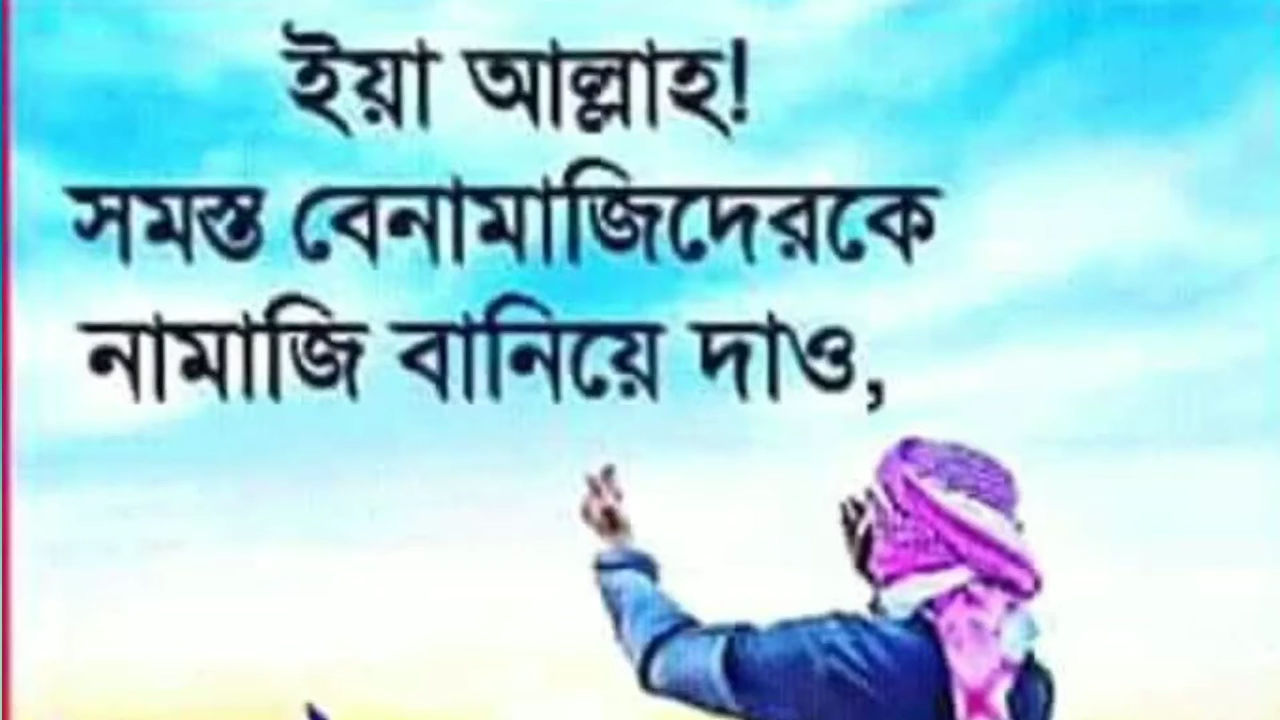 ইয়া আল্লাহ!
সমস্ত বেনামাজিদেরকে
নামাজি বানিয়ে দাও,